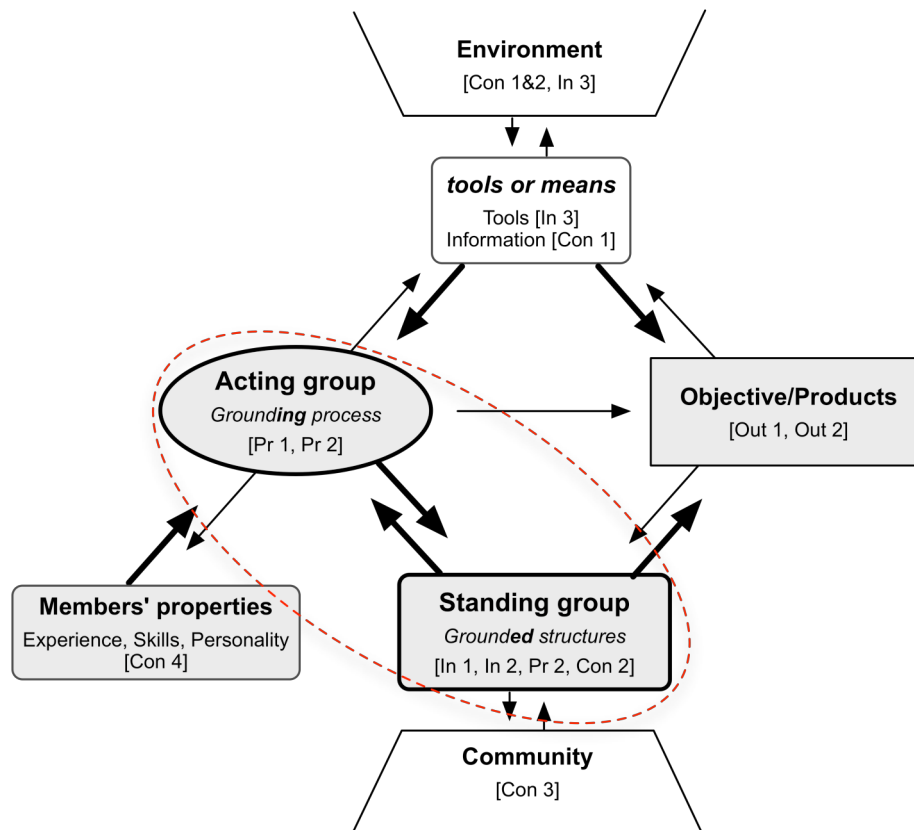 Environment
[Con 1&2, In 3]
tools or means
Tools [In 3]
Information [Con 1]
Acting group
Grounding process
[Pr 1, Pr 2]
Objective/Products
[Out 1, Out 2]
Members' properties
Experience, Skills, Personality
[Con 4]
Standing group
Grounded structures
[In 1, In 2, Pr 2, Con 2]
Community
[Con 3]